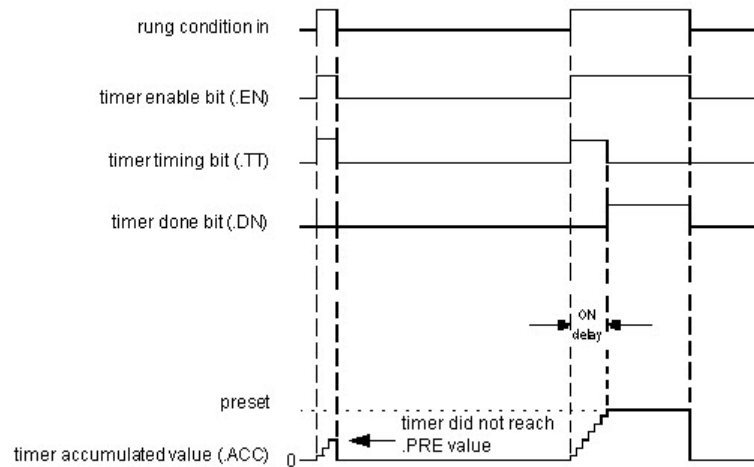 rung condition in
timer enable bit (.EN)
timer timing bit (.TT)
timer done bit (.DN)
ON
delay
preset
timer did not reach
.PRE value
timer accumulated value (.ACC)
0